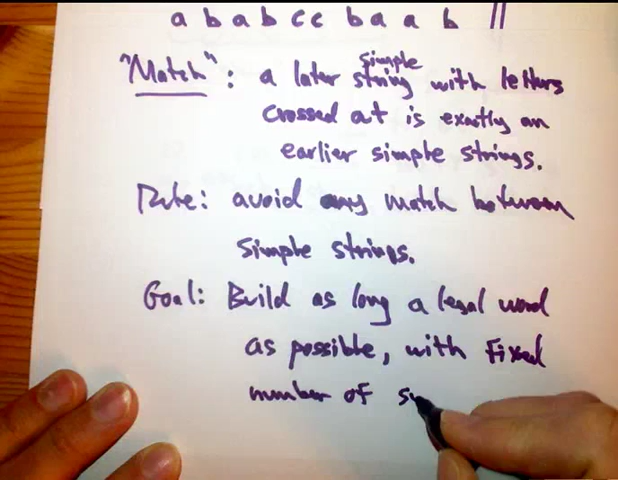 a b a b c c b a a b ||
"Match": a later simple string with letters
crossed out is exactly an
earlier simple strings.
Rule: avoid any match between
simple strings.
Goal: Build as long a legal word
as possible, with fixed
number of s